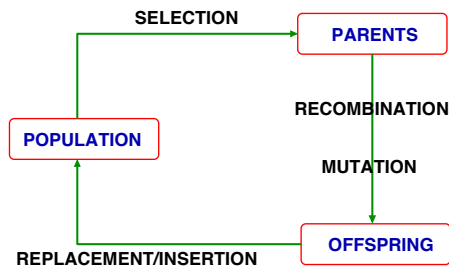 SELECTION
PARENTS
RECOMBINATION
POPULATION
MUTATION
OFFSPRING
REPLACEMENT/INSERTION